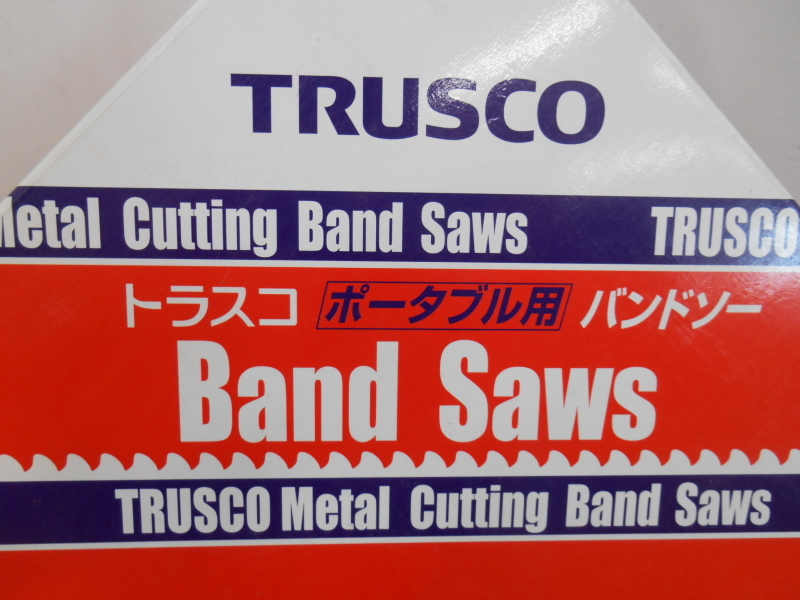 TRUSCO
Metal Cutting Band Saws TRUSCO
トラスコ ポータブル用 バンドソー
Band Saws
TRUSCO Metal Cutting Band Saws